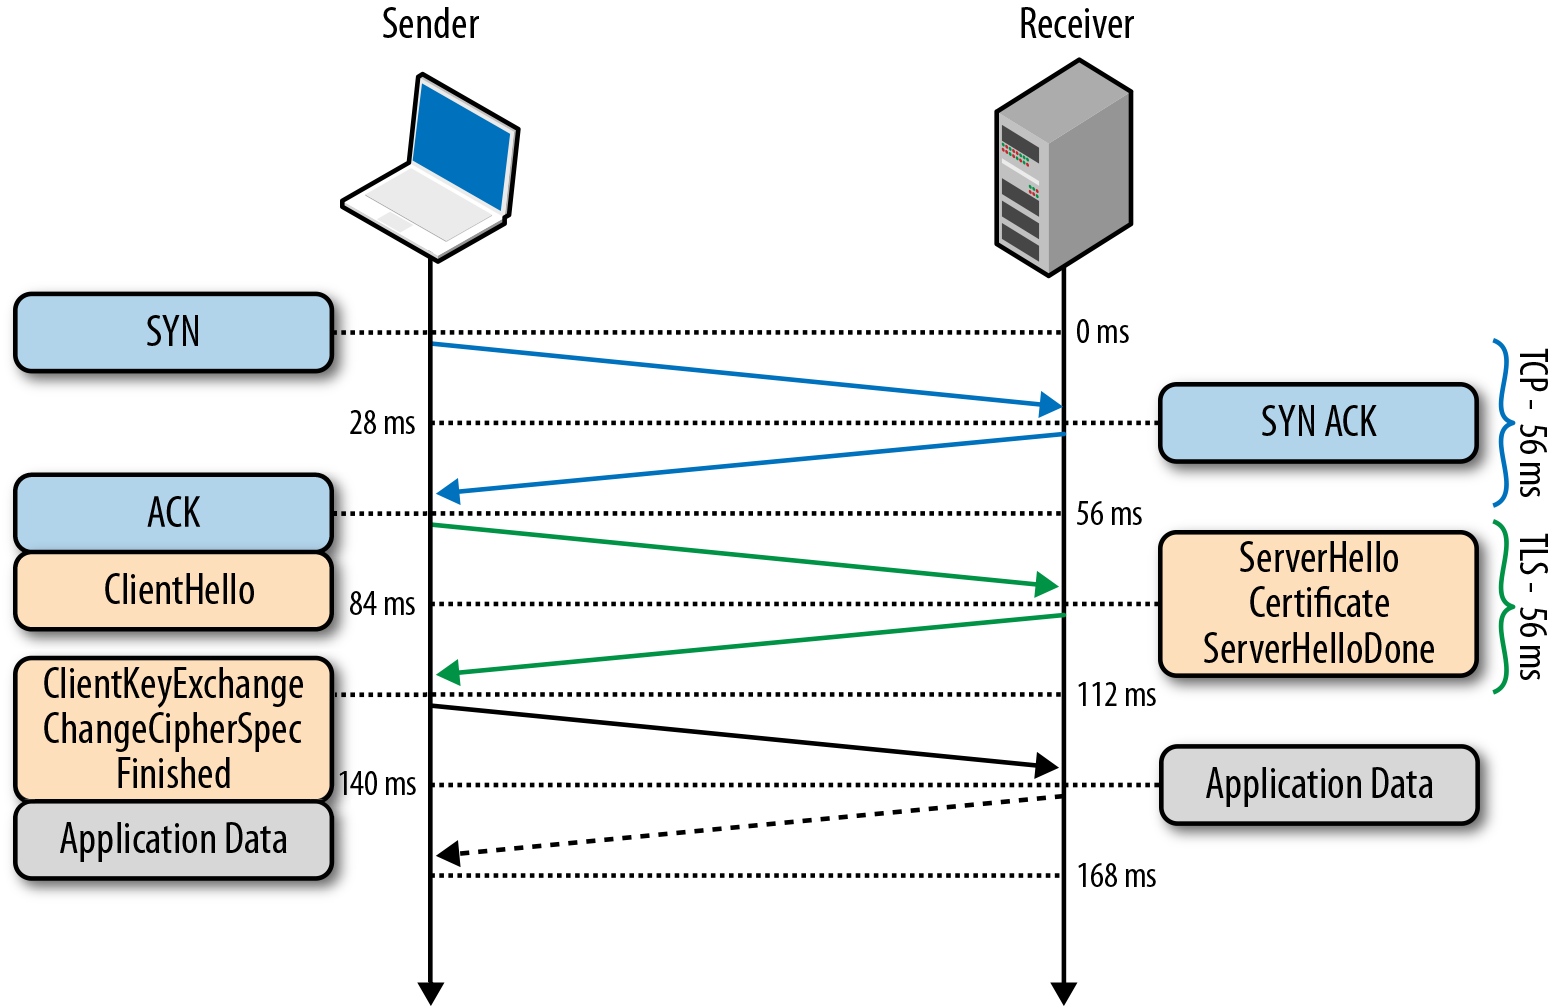 Sender
Receiver
SYN
0 ms
28 ms
SYN ACK
TCP - 56 ms
ACK
56 ms
ClientHello
84 ms
ServerHello
Certificate
ServerHelloDone
TLS - 56 ms
ClientKeyExchange
ChangeCipherSpec
Finished
112 ms
140 ms
Application Data
Application Data
168 ms